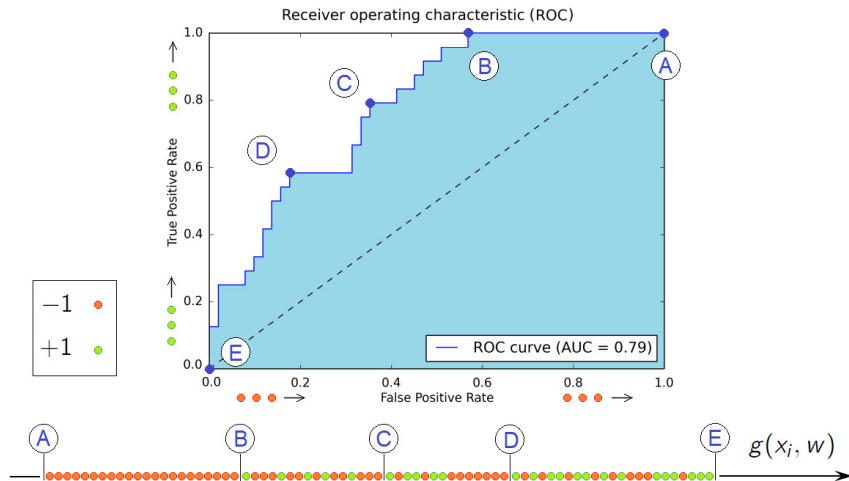 Receiver operating characteristic (ROC)
1.0
0.8
0.6
0.4
0.2
0.0
True Positive Rate
A
B
C
D
E
ROC curve (AUC = 0.79)
0.0 0.2 0.4 0.6 0.8 1.0
False Positive Rate
−1
+1
A B C D E
g(xᵢ, w)